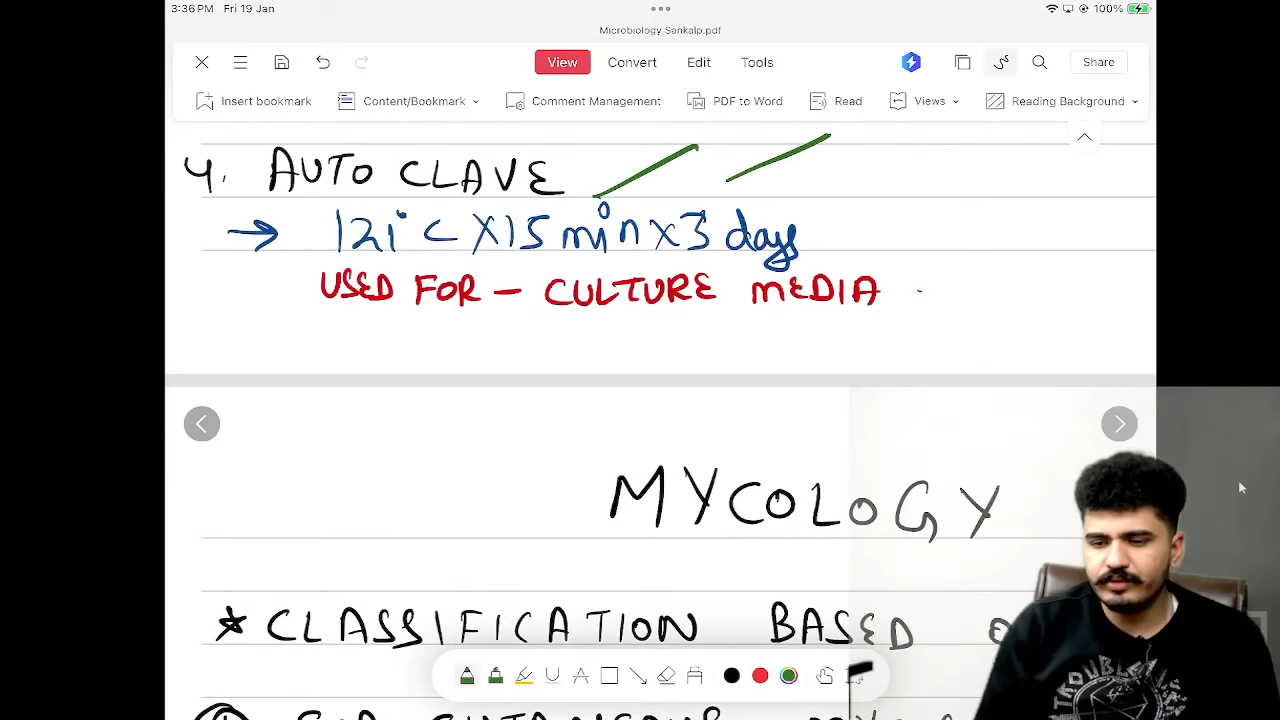 3:36 PM Fri 19 Jan
100%
Microbiology Sankalp.pdf
View Convert Edit Tools
Share
Insert bookmark Content/Bookmark Comment Management PDF to Word Read Views Reading Background
4. AUTO CLAVE
→ 121°C X15 min x 3 days
USED FOR - CULTURE MEDIA
MYCOLOGY
* CLASSIFICATION BASED
TROUBLE